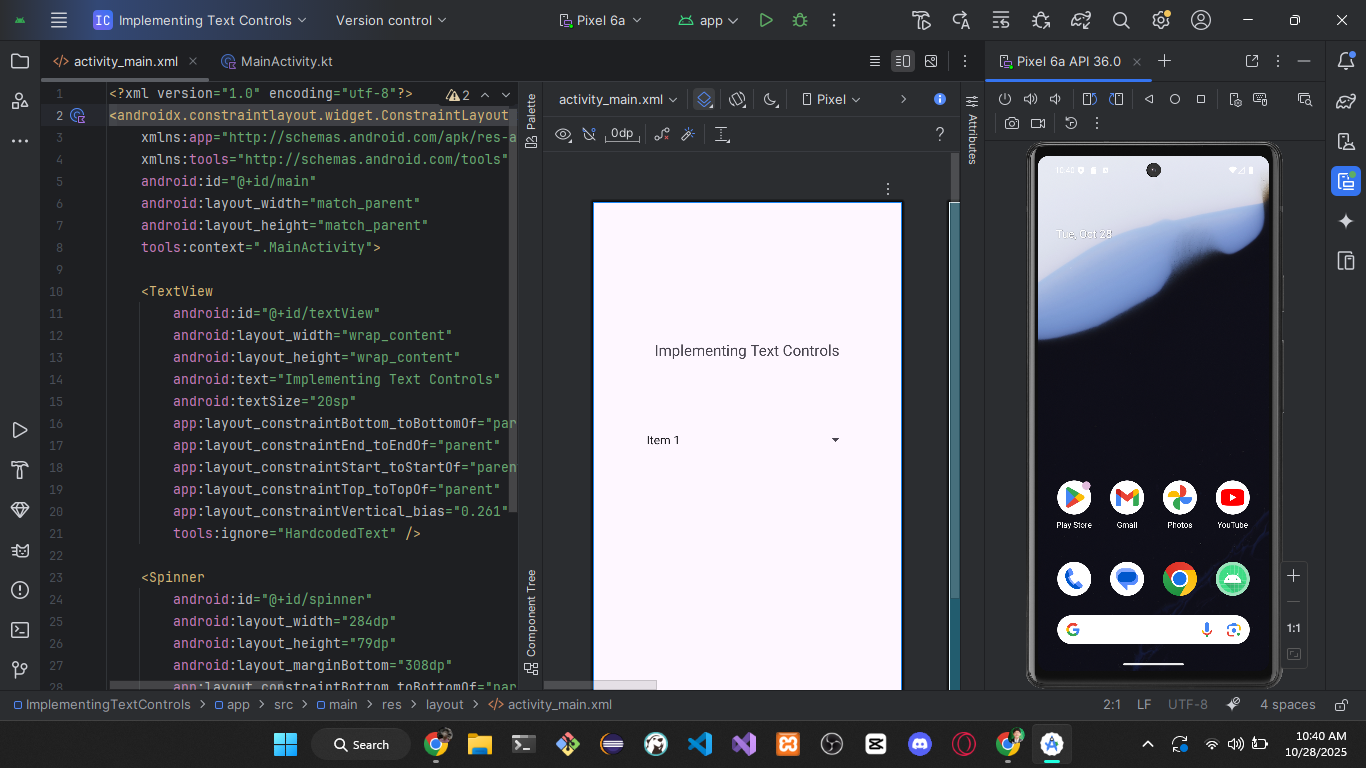 IC Implementing Text Controls
Version control
Pixel 6a
app
activity_main.xml
MainActivity.kt
Pixel 6a API 36.0
1 <?xml version="1.0" encoding="utf-8"?>
2
2 <androidx.constraintlayout.widget.ConstraintLayout
3 xmlns:app="http://schemas.android.com/apk/res-a
4 xmlns:tools="http://schemas.android.com/tools"
5 android:id="@+id/main"
6 android:layout_width="match_parent"
7 android:layout_height="match_parent"
8 tools:context=".MainActivity">
9
10 <TextView
11 android:id="@+id/textView"
12 android:layout_width="wrap_content"
13 android:layout_height="wrap_content"
14 android:text="Implementing Text Controls"
15 android:textSize="20sp"
16 app:layout_constraintBottom_toBottomOf="par
17 app:layout_constraintEnd_toEndOf="parent"
18 app:layout_constraintStart_toStartOf="paren
19 app:layout_constraintTop_toTopOf="parent"
20 app:layout_constraintVertical_bias="0.261"
21 tools:ignore="HardcodedText" />
22
23 <Spinner
24 android:id="@+id/spinner"
25 android:layout_width="284dp"
26 android:layout_height="79dp"
27 android:layout_marginBottom="308dp"
28 app:layout_constraintBottom_toBottomOf="par
Palette
Component Tree
activity_main.xml
Pixel
0dp
?
Attributes
Implementing Text Controls
Item 1
10:40
Tue, Oct 28
Play Store
Gmail
Photos
YouTube
1:1
ImplementingTextControls > app > src > main > res > layout > activity_main.xml
2:1
LF
UTF-8
4 spaces
Search
10:40 AM
10/28/2025